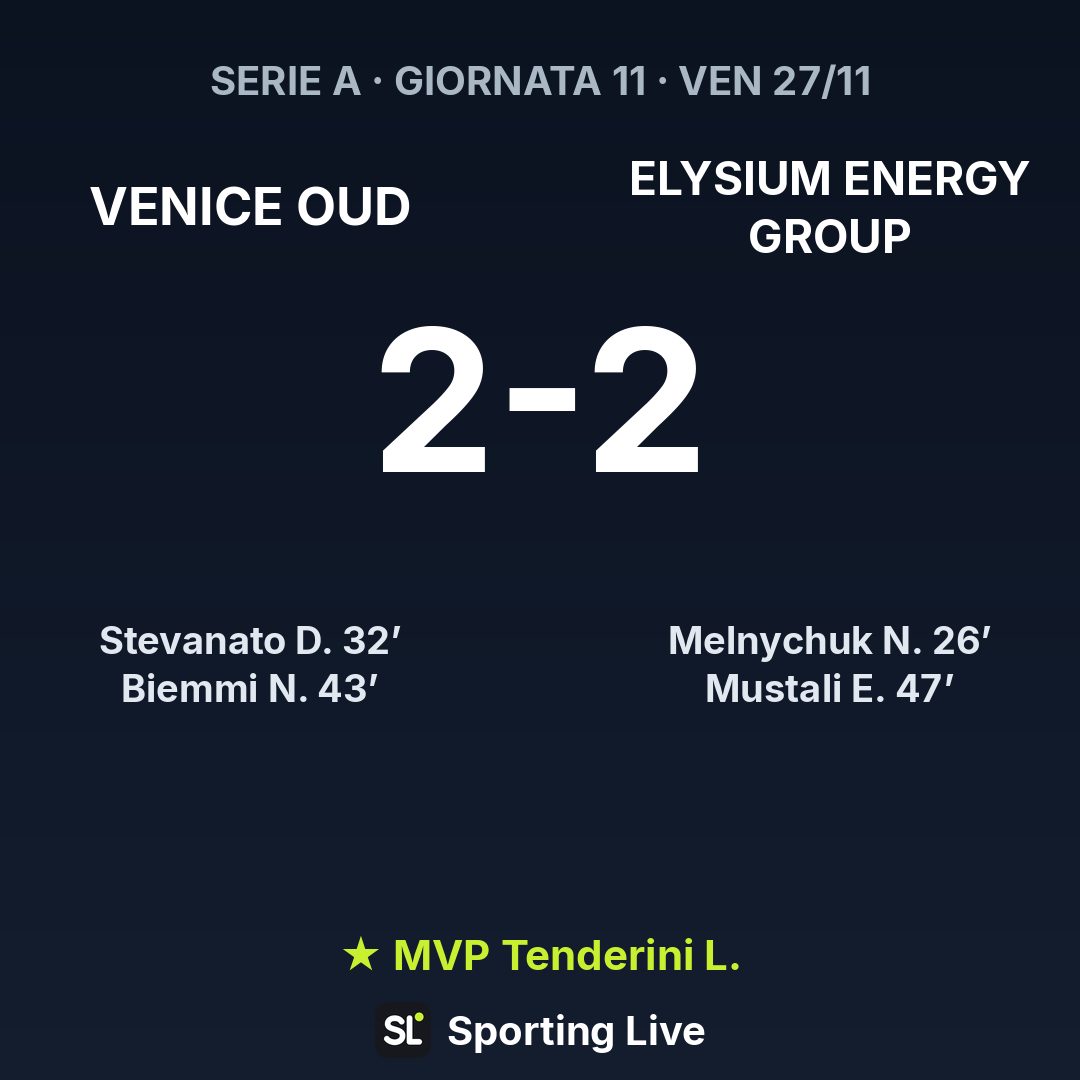 SERIE A · GIORNATA 11 · VEN 27/11
VENICE OUD
ELYSIUM ENERGY
GROUP
2-2
Stevanato D. 32’
Biemmi N. 43’
Melnychuk N. 26’
Mustali E. 47’
★ MVP Tenderini L.
SL Sporting Live